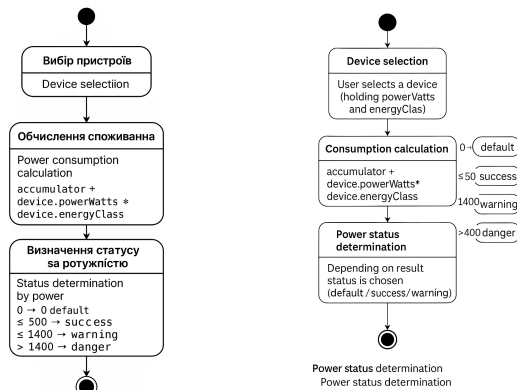 Вибір пристроїв
Device selectiion
Обчислення споживанна
Power consumption
calculation
accumulator +
device.powerWatts *
device.energyClass
Визначення статусу
sa ротужпістю
Status determination
by power
0 → 0 default
≤ 500 → success
≤ 1400 → warning
> 1400 → danger
Device selection
User selects a device
(holding powerVatts
and energyClas)
Consumption calculation
accumulator +
device.powerWatts*
device.energyClass
0→ default
≤50 success
1400 warning
>400 danger
Power status
determination
Depending on result
status is chosen
(default/success/warning)
Power status determination
Power status determination